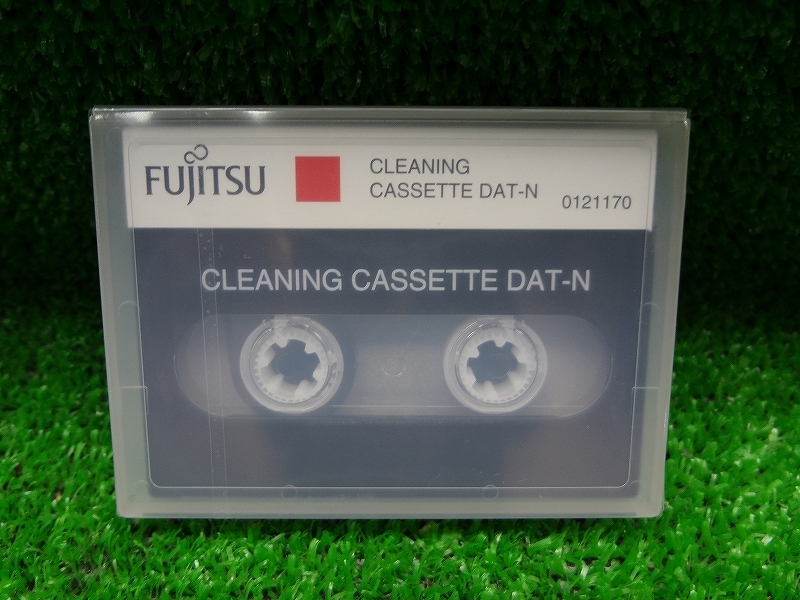 FUJITSU
CLEANING
CASSETTE DAT-N
0121170
CLEANING CASSETTE DAT-N